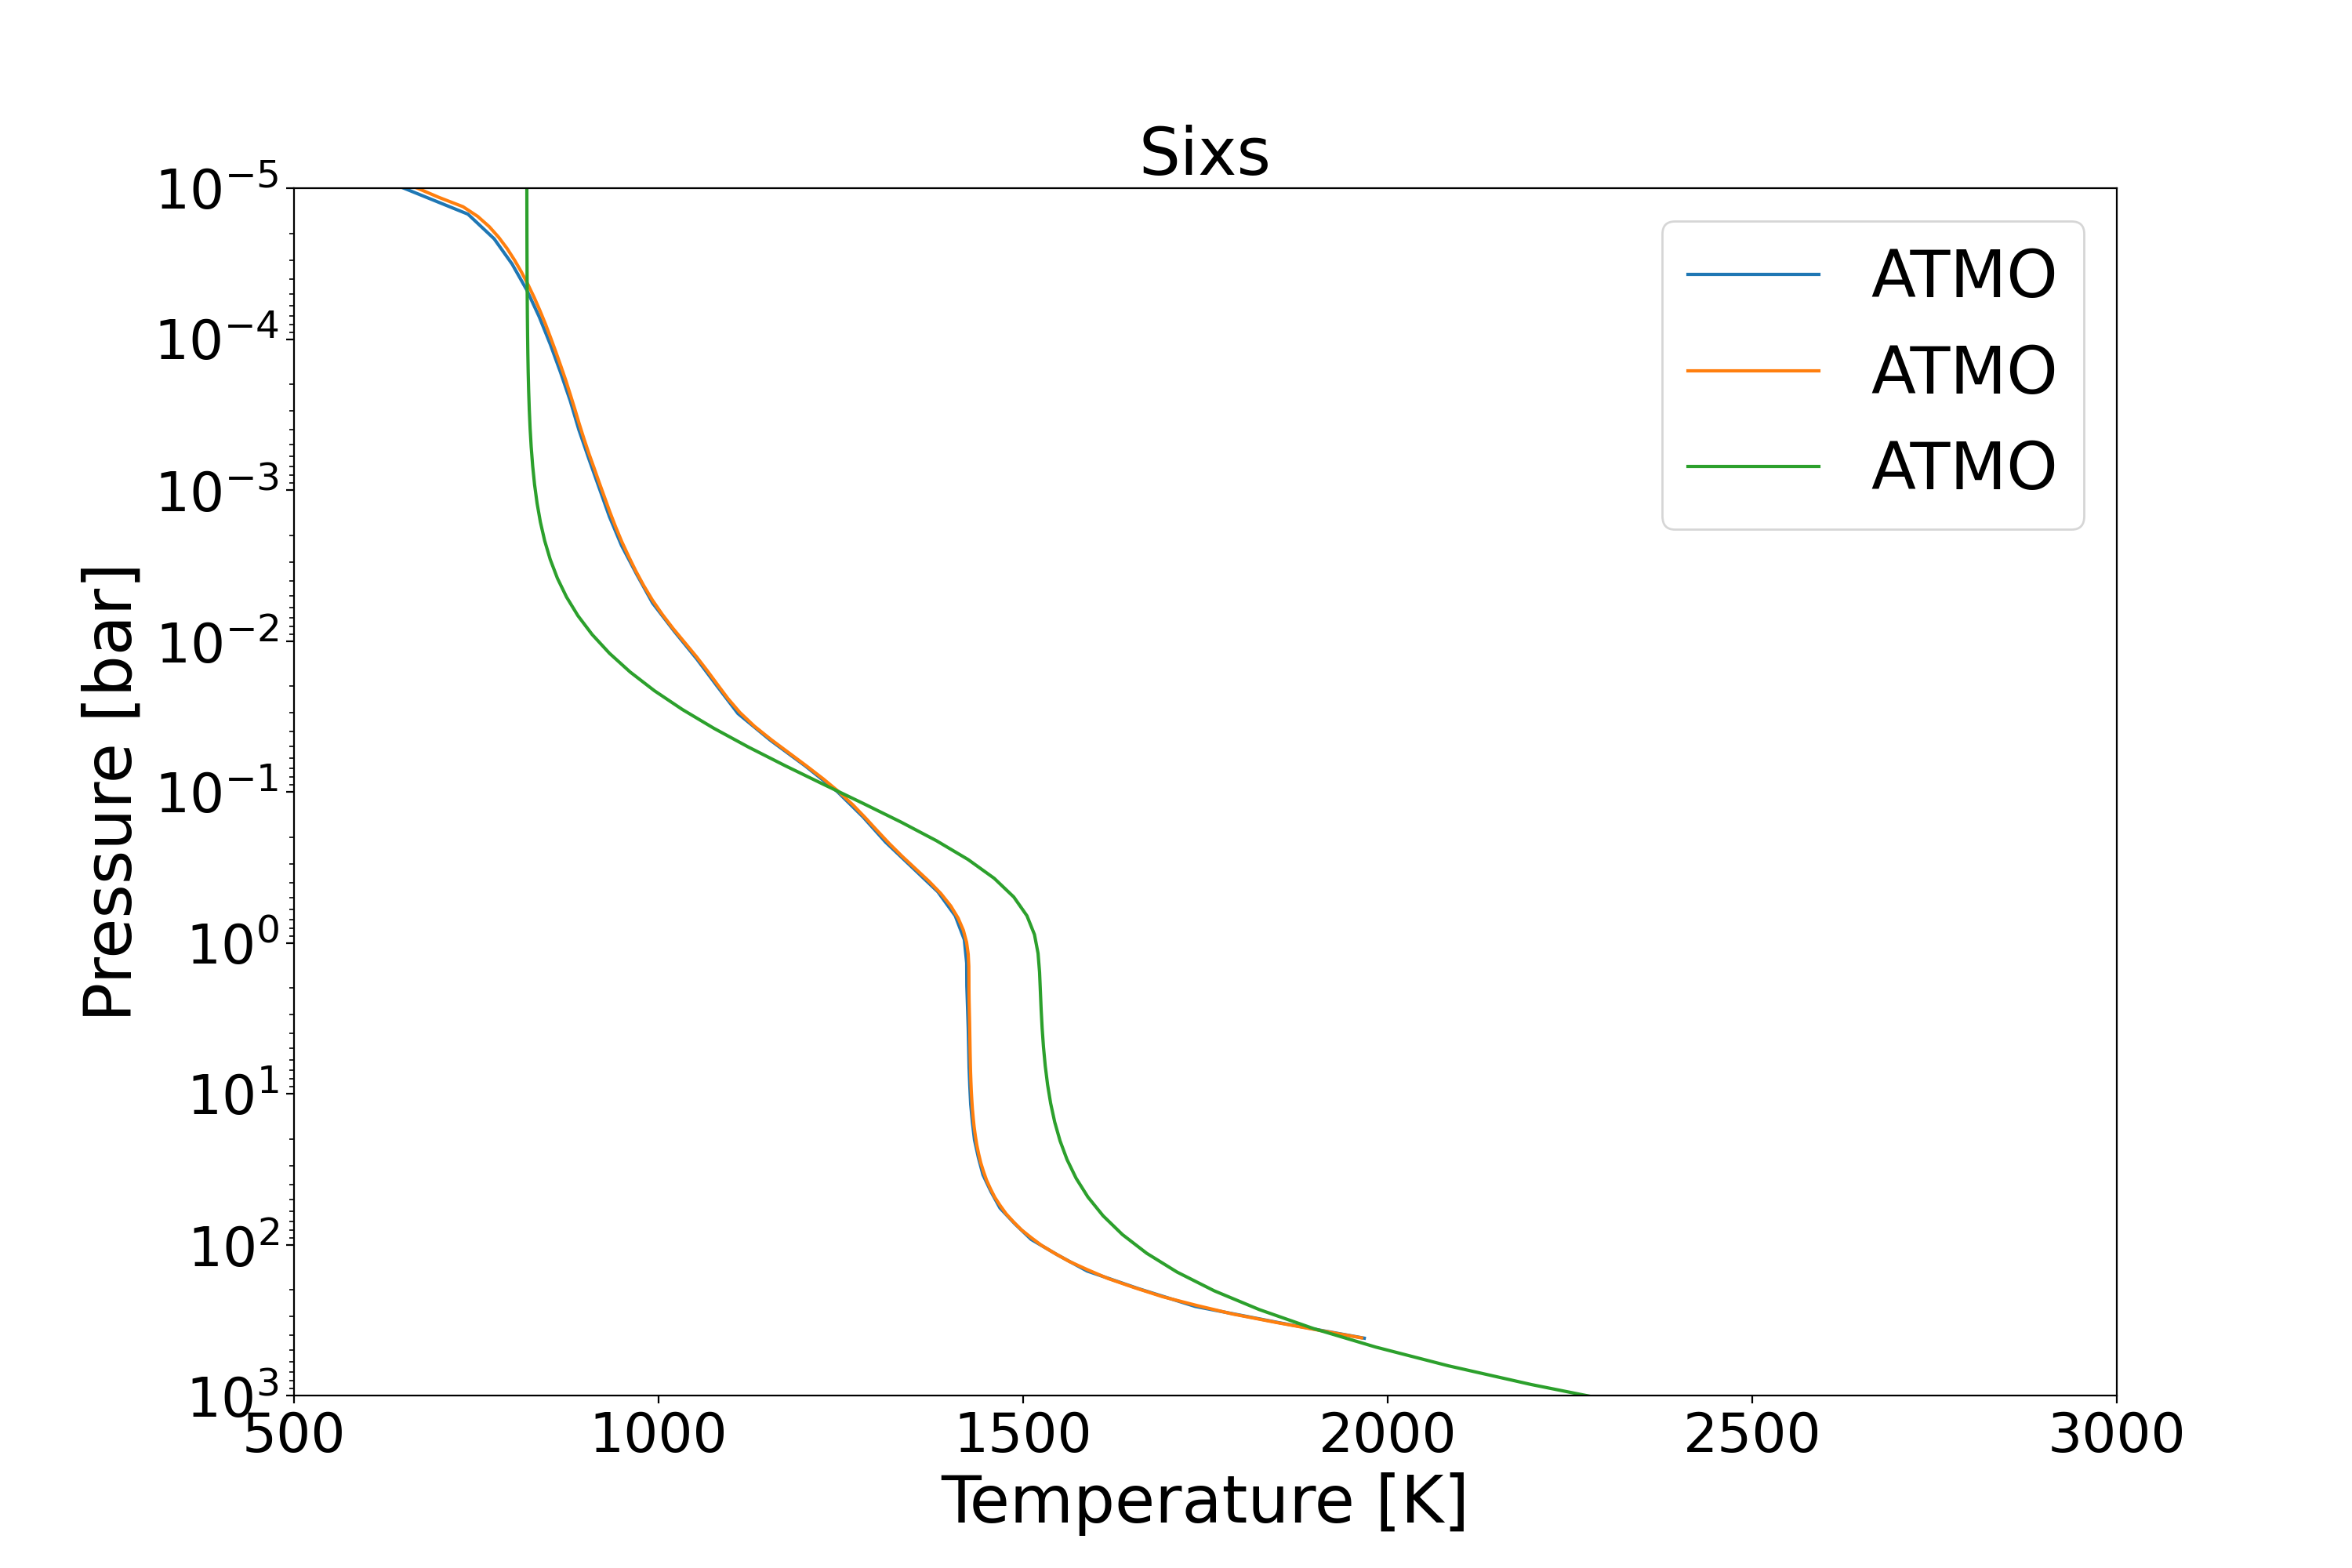 Sixs
ATMO
ATMO
ATMO
Pressure [bar]
10⁻⁵
10⁻⁴
10⁻³
10⁻²
10⁻¹
10⁰
10¹
10²
10³
500 1000 1500 2000 2500 3000
Temperature [K]